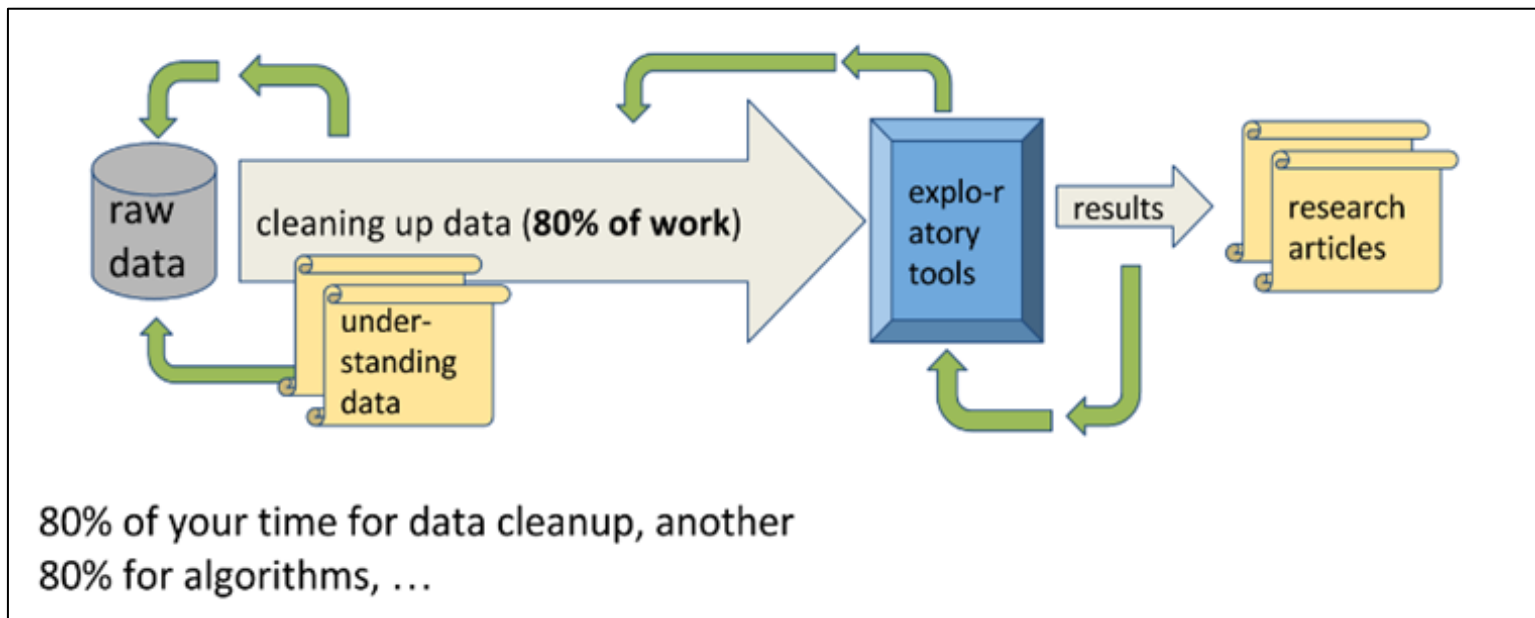 raw
data
cleaning up data (80% of work)
under-
standing
data
explo-r
atory
tools
results
research
articles
80% of your time for data cleanup, another
80% for algorithms, …